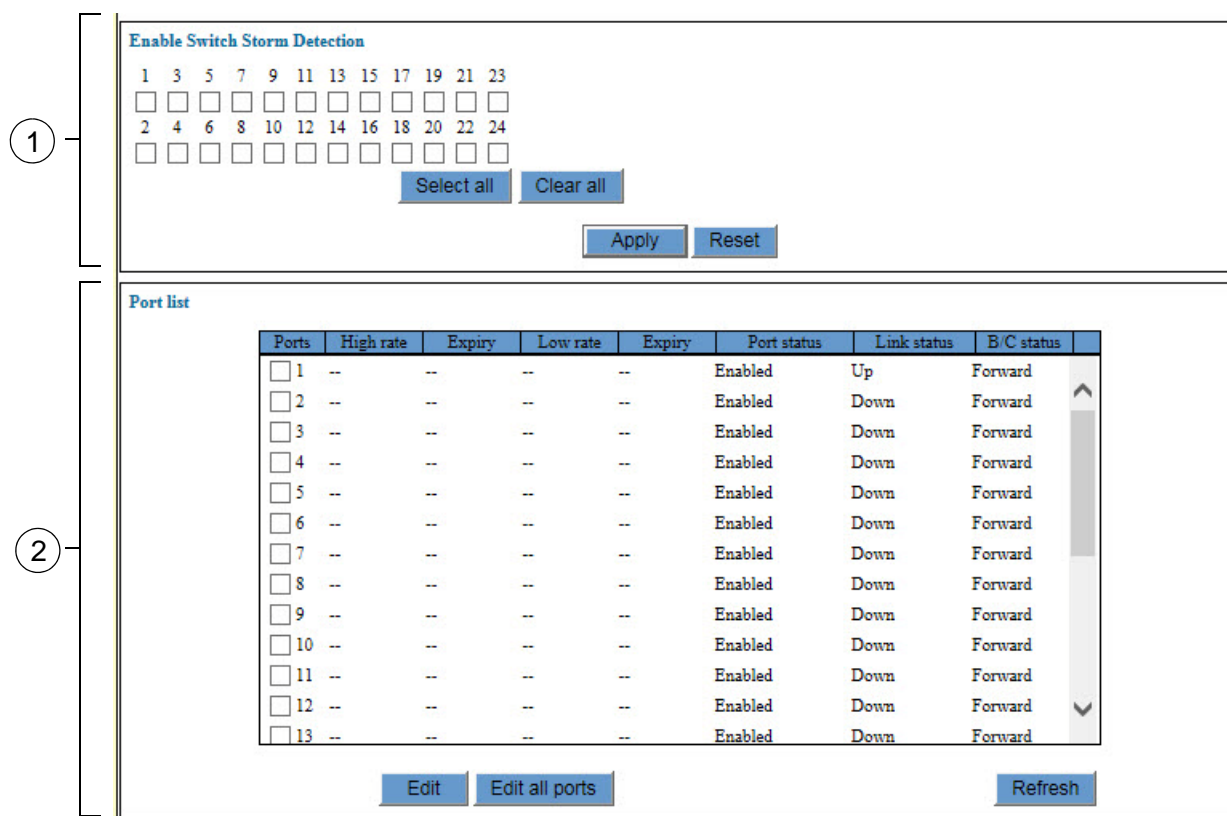 1
Enable Switch Storm Detection
1 3 5 7 9 11 13 15 17 19 21 23
2 4 6 8 10 12 14 16 18 20 22 24
Select all Clear all
Apply Reset
2
Port list
Ports High rate Expiry Low rate Expiry Port status Link status B/C status
1 -- -- -- -- Enabled Up Forward
2 -- -- -- -- Enabled Down Forward
3 -- -- -- -- Enabled Down Forward
4 -- -- -- -- Enabled Down Forward
5 -- -- -- -- Enabled Down Forward
6 -- -- -- -- Enabled Down Forward
7 -- -- -- -- Enabled Down Forward
8 -- -- -- -- Enabled Down Forward
9 -- -- -- -- Enabled Down Forward
10 -- -- -- -- Enabled Down Forward
11 -- -- -- -- Enabled Down Forward
12 -- -- -- -- Enabled Down Forward
13 -- -- -- -- Enabled Down Forward
Edit Edit all ports Refresh